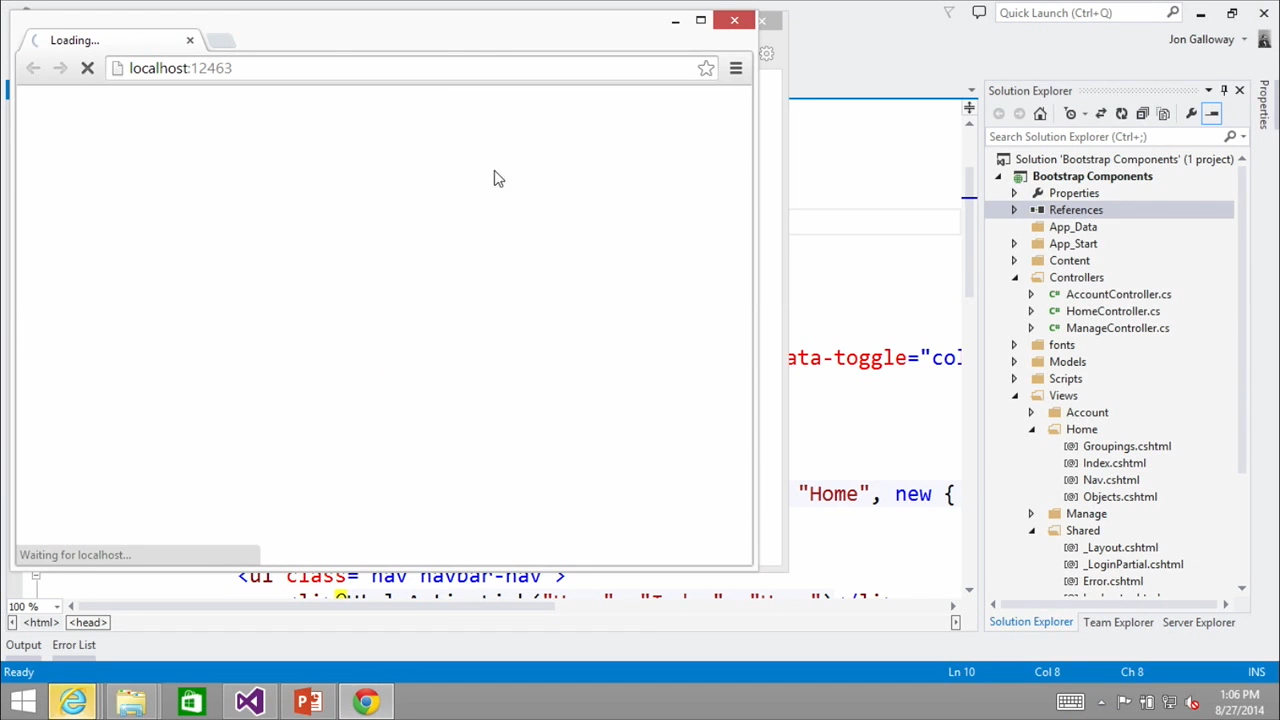 Loading...
localhost:12463
Waiting for localhost...
Quick Launch (Ctrl+Q)
Jon Galloway
ata-toggle="col
"Home", new {
<ul class="nav navbar-nav">
100 %
<html>
<head>
Output
Error List
Solution Explorer
Search Solution Explorer (Ctrl+;)
Solution 'Bootstrap Components' (1 project)
Bootstrap Components
Properties
References
App_Data
App_Start
Content
Controllers
C# AccountController.cs
C# HomeController.cs
C# ManageController.cs
fonts
Models
Scripts
Views
Account
Home
[@] Groupings.cshtml
[@] Index.cshtml
[@] Nav.cshtml
[@] Objects.cshtml
Manage
Shared
[@] _Layout.cshtml
[@] _LoginPartial.cshtml
[@] Error.cshtml
Solution Explorer
Team Explorer
Server Explorer
Properties
Ready
Ln 10
Col 8
Ch 8
INS
1:06 PM
8/27/2014